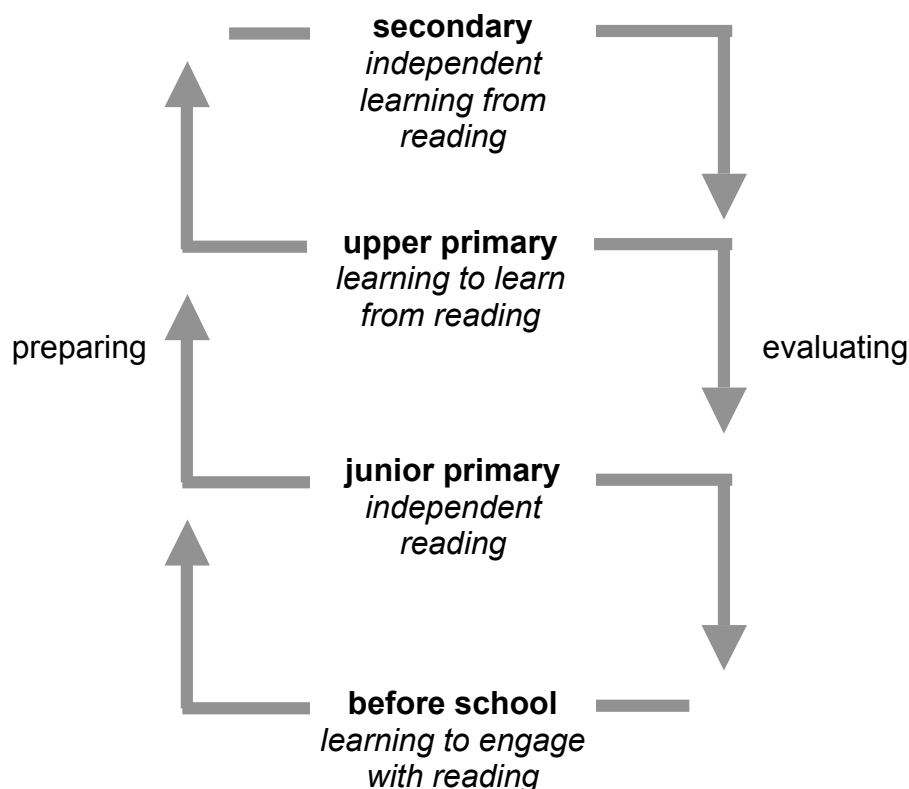 secondary
independent
learning from
reading
upper primary
learning to learn
from reading
preparing
evaluating
junior primary
independent
reading
before school
learning to engage
with reading